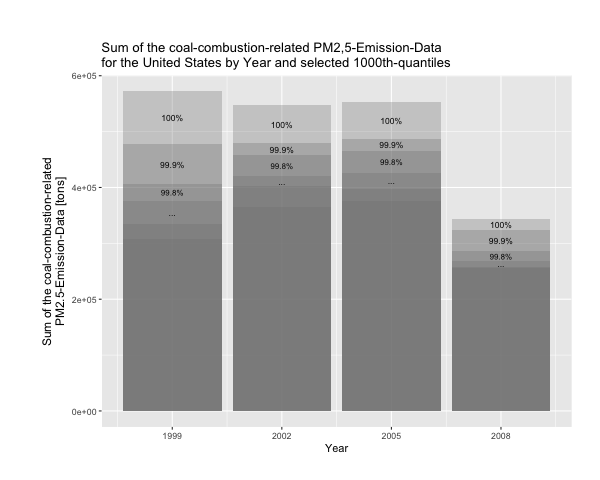 Sum of the coal-combustion-related PM2,5-Emission-Data
for the United States by Year and selected 1000th-quantiles
6e+05
4e+05
2e+05
0e+00
Sum of the coal-combustion-related
PM2.5-Emission-Data [tons]
100%
99.9%
99.8%
...
100%
99.9%
99.8%
...
100%
99.9%
99.8%
...
100%
99.9%
99.8%
...
1999
2002
2005
2008
Year